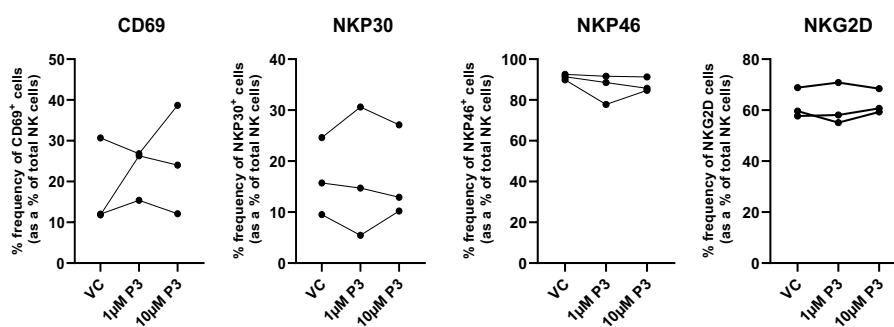 CD69
% frequency of CD69⁺ cells
(as a % of total NK cells)
50
40
30
20
10
0
VC
1μM P3
10μM P3
NKP30
% frequency of NKP30⁺ cells
(as a % of total NK cells)
40
30
20
10
0
VC
1μM P3
10μM P3
NKP46
% frequency of NKP46⁺ cells
(as a % of total NK cells)
100
80
60
40
20
0
VC
1μM P3
10μM P3
NKG2D
% frequency of NKG2D cells
(as a % of total NK cells)
80
60
40
20
0
VC
1μM P3
10μM P3